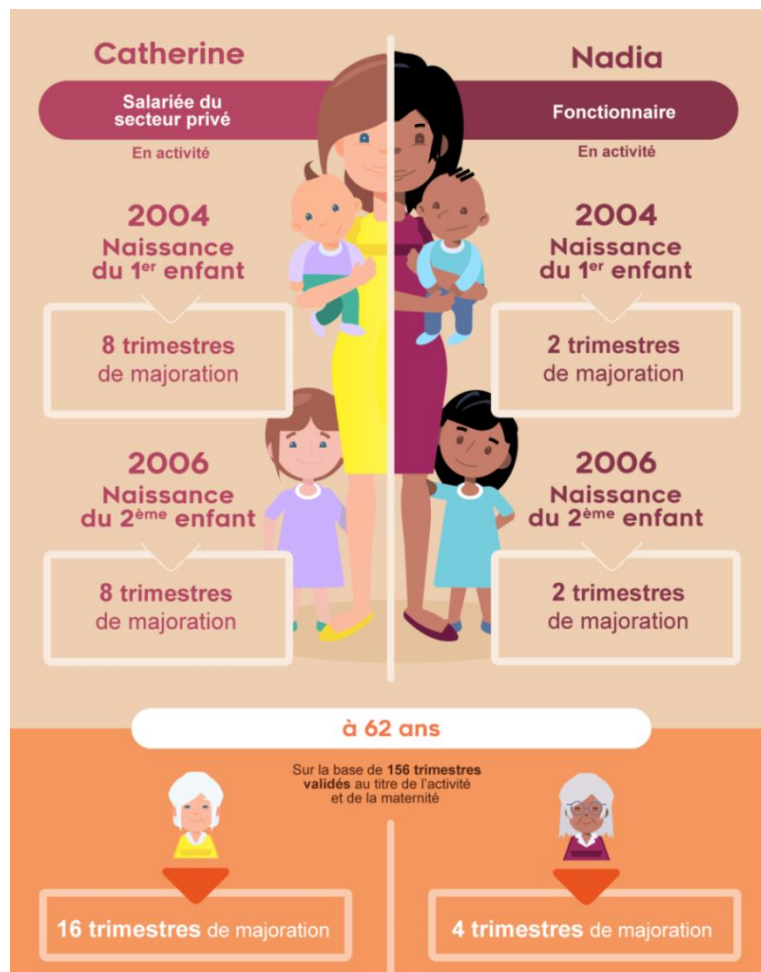 Catherine
Salariée du
secteur privé
En activité
2004
Naissance
du 1er enfant
8 trimestres
de majoration
2006
Naissance
du 2ème enfant
8 trimestres
de majoration
Nadia
Fonctionnaire
En activité
2004
Naissance
du 1er enfant
2 trimestres
de majoration
2006
Naissance
du 2ème enfant
2 trimestres
de majoration
à 62 ans
Sur la base de 156 trimestres
validés au titre de l'activité
et de la maternité
16 trimestres de majoration
4 trimestres de majoration